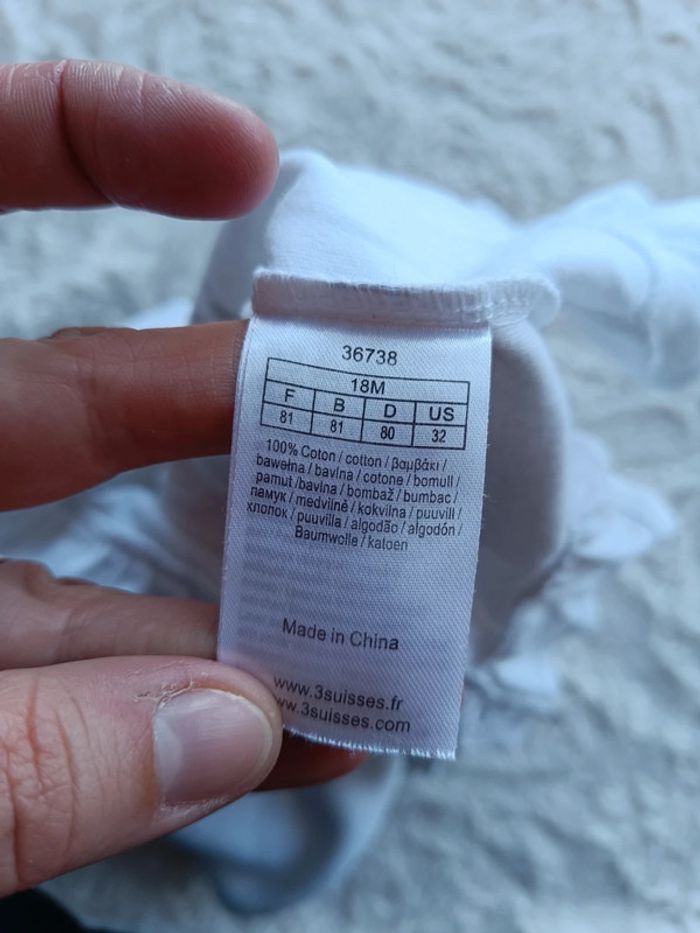 36738
18M
F B D US
81 81 80 32
100% Coton / cotton / βαμβάκι /
bawełna / bavlna / cotone / bomull /
pamut /bavlna / bombaž / bumbac /
памук / medvilnė / kokvilna / puuvill /
хлопок / puuvilla / algodão / algodón /
Baumwolle / katoen
Made in China
www.3suisses.fr
www.3suisses.com